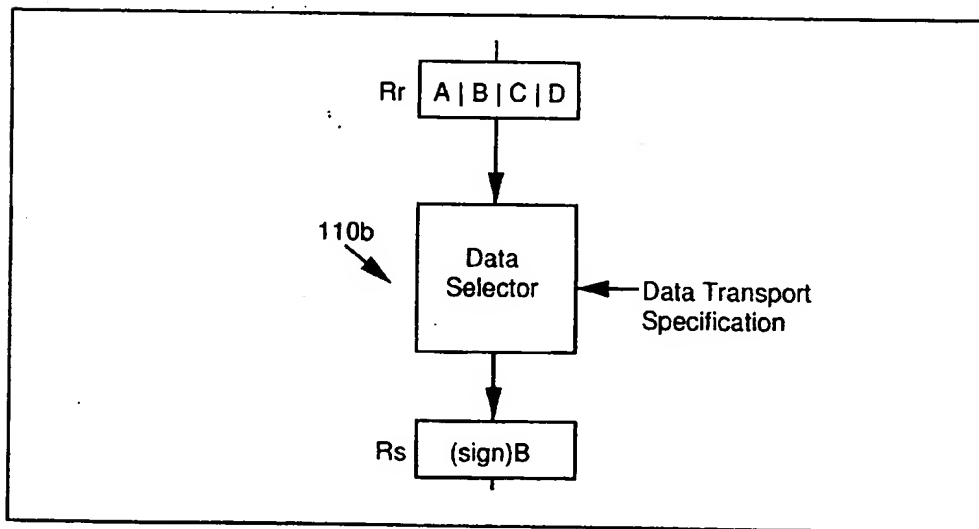 Rr A | B | C | D
110b
Data
Selector
Data Transport
Specification
Rs (sign)B